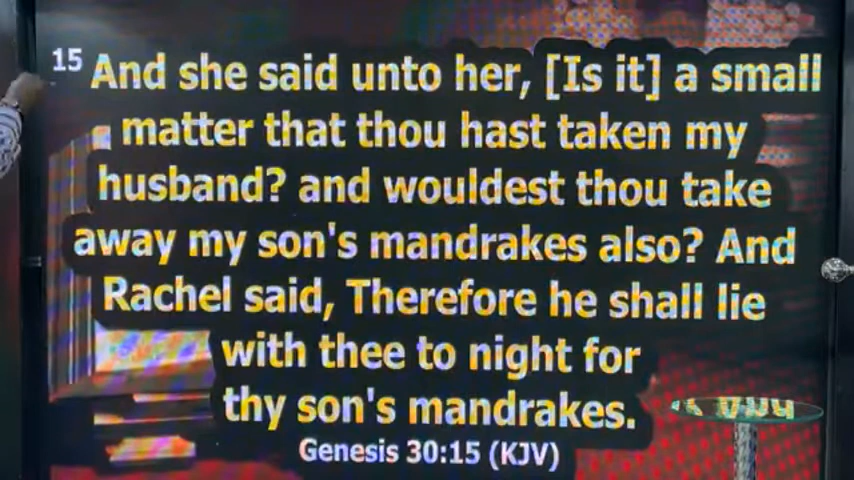 15 And she said unto her, [Is it] a small
matter that thou hast taken my
husband? and wouldest thou take
away my son's mandrakes also? And
Rachel said, Therefore he shall lie
with thee to night for
thy son's mandrakes.
Genesis 30:15 (KJV)